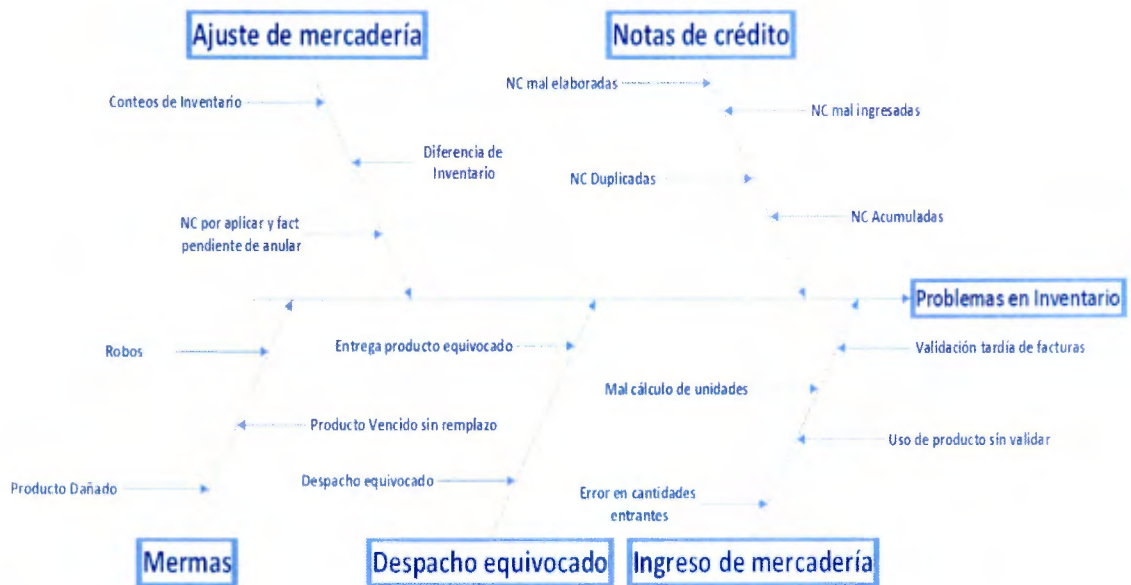 Ajuste de mercadería
Notas de crédito
NC mal elaboradas
Conteos de Inventario
NC mal ingresadas
Diferencia de
Inventario
NC Duplicadas
NC Acumuladas
NC por aplicar y fact
pendiente de anular
Problemas en Inventario
Robos
Entrega producto equivocado
Validación tardía de facturas
Mal cálculo de unidades
Producto Vencido sin remplazo
Uso de producto sin validar
Despacho equivocado
Producto Dañado
Error en cantidades
entrantes
Mermas
Despacho equivocado
Ingreso de mercadería